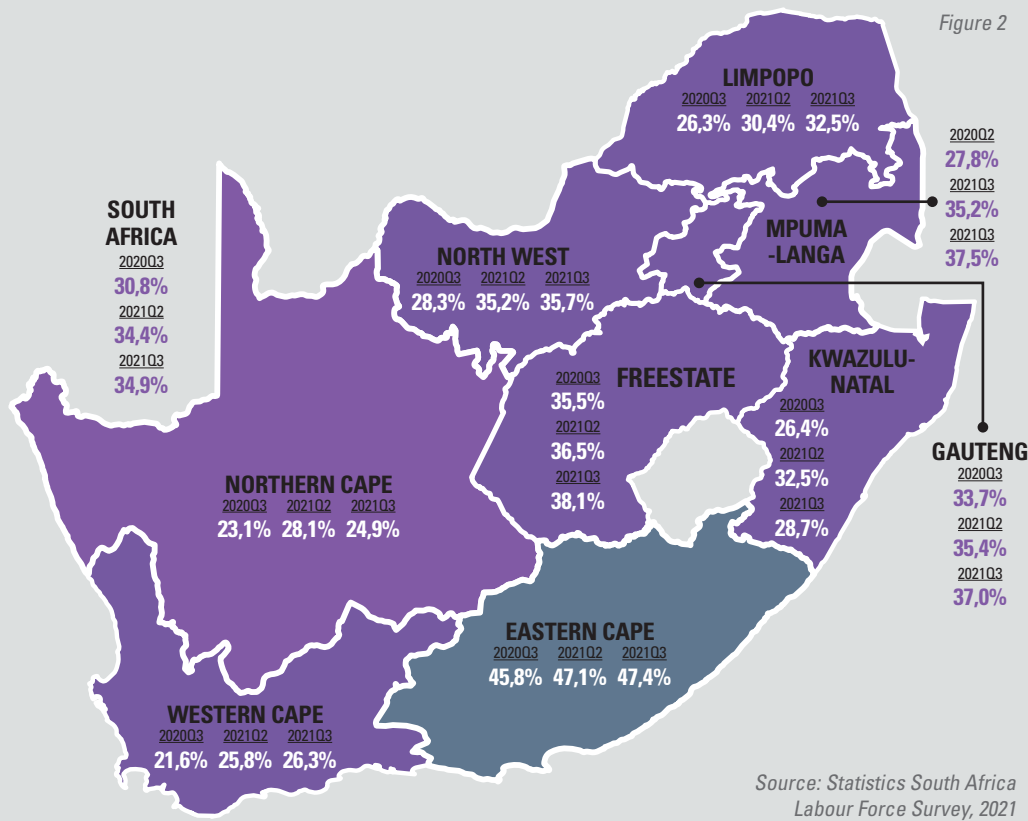 Figure 2
LIMPOPO
2020Q3 2021Q2 2021Q3
26,3% 30,4% 32,5%
2020Q2
27,8%
2021Q3
35,2%
2021Q3
37,5%
MPUMA
-LANGA
SOUTH
AFRICA
2020Q3
30,8%
2021Q2
34,4%
2021Q3
34,9%
NORTH WEST
2020Q3 2021Q2 2021Q3
28,3% 35,2% 35,7%
FREESTATE
2020Q3
35,5%
2021Q2
36,5%
2021Q3
38,1%
KWAZULU-
NATAL
2020Q3
26,4%
2021Q2
32,5%
2021Q3
28,7%
GAUTENG
2020Q3
33,7%
2021Q2
35,4%
2021Q3
37,0%
NORTHERN CAPE
2020Q3 2021Q2 2021Q3
23,1% 28,1% 24,9%
EASTERN CAPE
2020Q3 2021Q2 2021Q3
45,8% 47,1% 47,4%
WESTERN CAPE
2020Q3 2021Q2 2021Q3
21,6% 25,8% 26,3%
Source: Statistics South Africa
Labour Force Survey, 2021